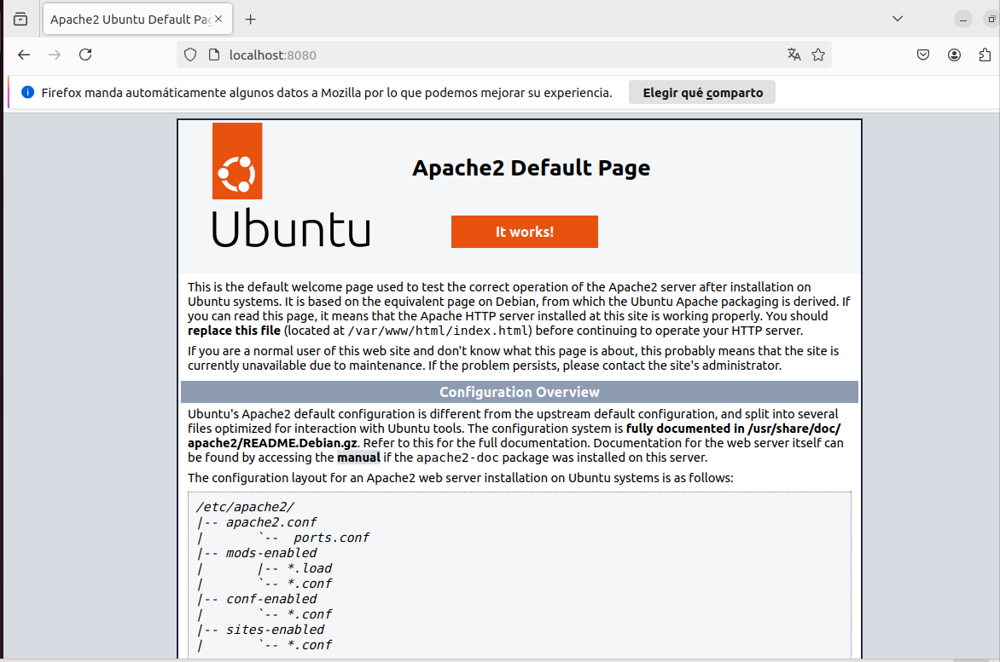 Apache2 Ubuntu Default Pag
localhost:8080
Firefox manda automáticamente algunos datos a Mozilla por lo que podemos mejorar su experiencia.
Elegir qué comparto
Apache2 Default Page
Ubuntu
It works!
This is the default welcome page used to test the correct operation of the Apache2 server after installation on
Ubuntu systems. It is based on the equivalent page on Debian, from which the Ubuntu Apache packaging is derived. If
you can read this page, it means that the Apache HTTP server installed at this site is working properly. You should
replace this file (located at /var/www/html/index.html) before continuing to operate your HTTP server.
If you are a normal user of this web site and don't know what this page is about, this probably means that the site is
currently unavailable due to maintenance. If the problem persists, please contact the site's administrator.
Configuration Overview
Ubuntu's Apache2 default configuration is different from the upstream default configuration, and split into several
files optimized for interaction with Ubuntu tools. The configuration system is fully documented in /usr/share/doc/
apache2/README.Debian.gz. Refer to this for the full documentation. Documentation for the web server itself can
be found by accessing the manual if the apache2-doc package was installed on this server.
The configuration layout for an Apache2 web server installation on Ubuntu systems is as follows:
/etc/apache2/
|-- apache2.conf
|       `--  ports.conf
|-- mods-enabled
|       |-- *.load
|       `-- *.conf
|-- conf-enabled
|       `-- *.conf
|-- sites-enabled
|       `-- *.conf